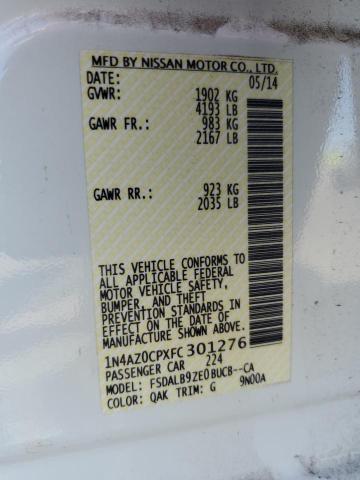 MFD BY NISSAN MOTOR CO., LTD.
DATE: 05/14
GVWR: 1902 KG
4193 LB
GAWR FR.: 983 KG
2167 LB
GAWR RR.: 923 KG
2035 LB
THIS VEHICLE CONFORMS TO
ALL APPLICABLE FEDERAL
MOTOR VEHICLE SAFETY,
BUMPER, AND THEFT
PREVENTION STANDARDS IN
EFFECT ON THE DATE OF
MANUFACTURE SHOWN ABOVE.
1N4AZ0CPXFC301276
PASSENGER CAR 224
MODEL: FSDALB9ZE0BUCB--CA
COLOR: QAK TRIM: G 9N00A